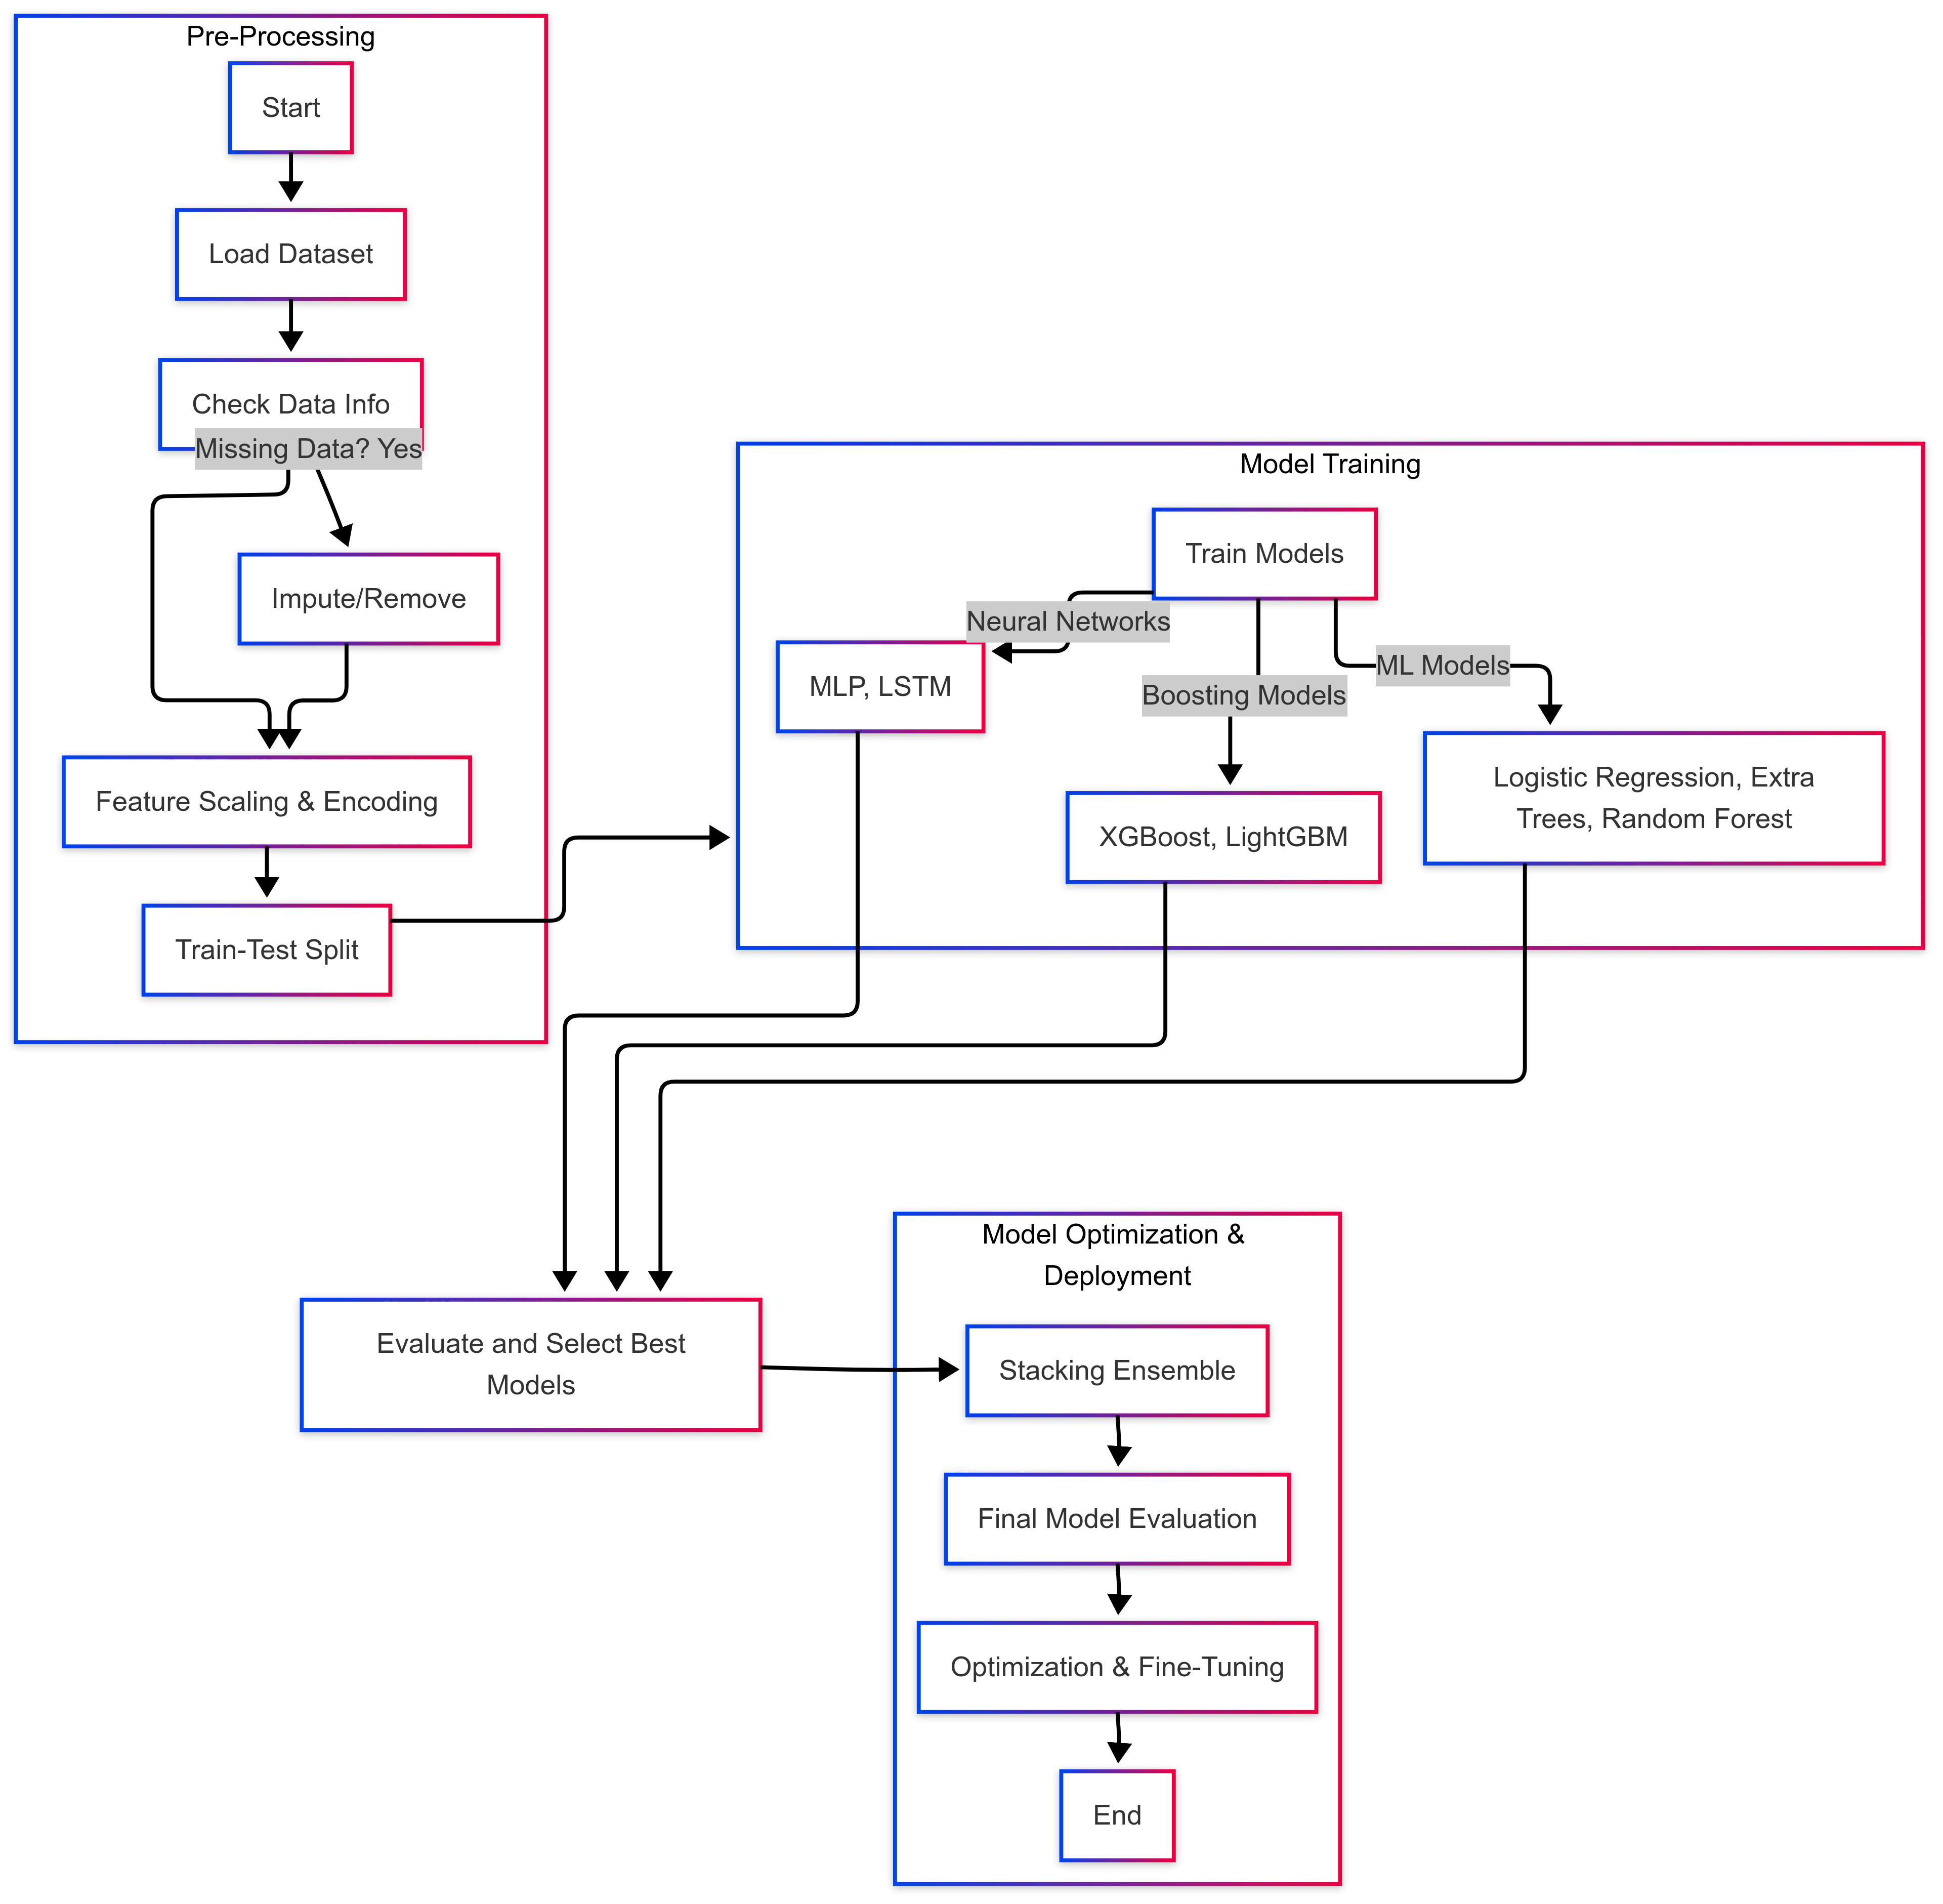 Pre-Processing
Start
Load Dataset
Check Data Info
Missing Data? Yes
Impute/Remove
Feature Scaling & Encoding
Train-Test Split
Model Training
Train Models
Neural Networks
MLP, LSTM
Boosting Models
ML Models
XGBoost, LightGBM
Logistic Regression, Extra
Trees, Random Forest
Evaluate and Select Best
Models
Model Optimization &
Deployment
Stacking Ensemble
Final Model Evaluation
Optimization & Fine-Tuning
End